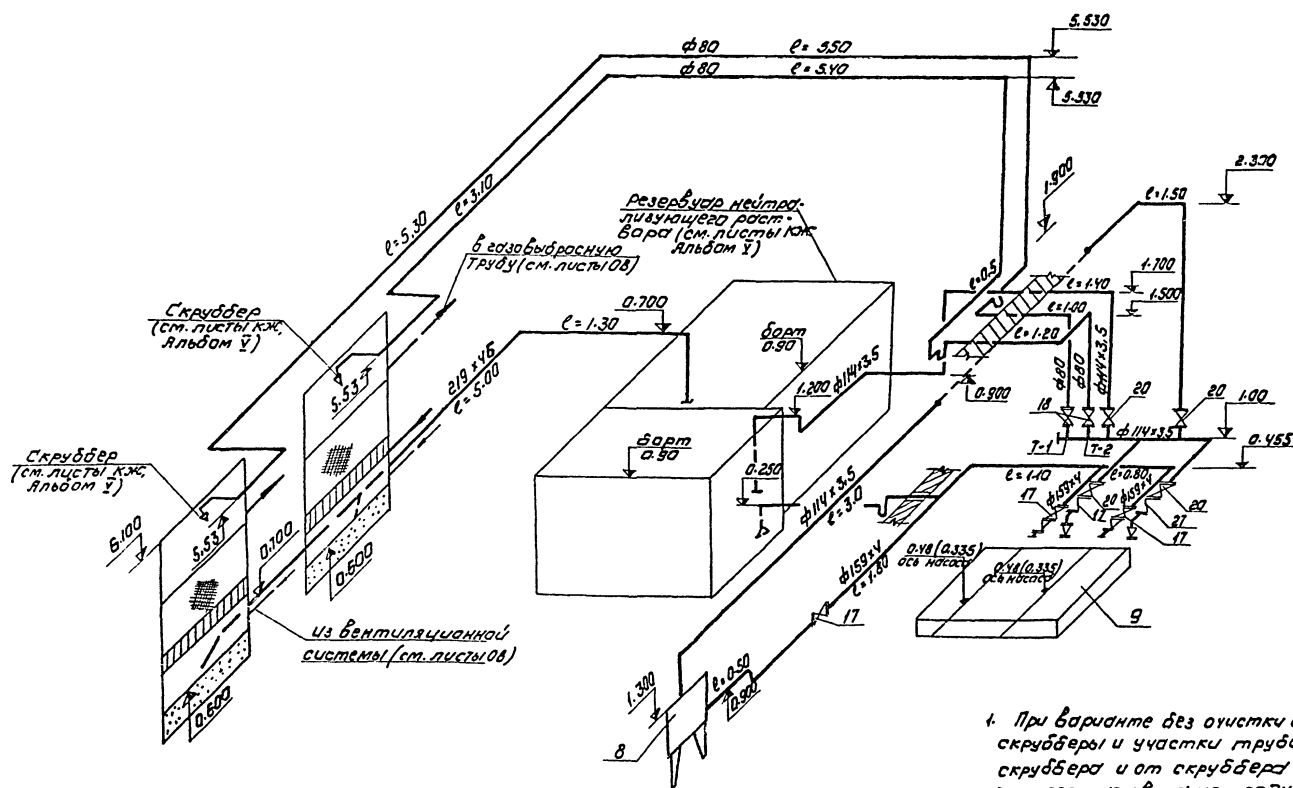 5.530
ф80 ℓ= 5,50
ф80 ℓ= 5.40
5.530
2.300
1.900
ℓ=1.50
ℓ=5.30
ℓ=3.10
Резервуар нейтра-
лизующего раст-
вора (см. листы КЖ
Альбом V)
в газовыбросную
трубу (см. листы ОВ)
Скруббер
(см. листы КЖ,
Альбом V)
5.53
0.700
ℓ=1.30
219×4Б
ℓ=5.00
борт
0.90
1.200
ф114×3,5
ℓ=0.5
ℓ=1.40
1.700
ℓ=1.00
1.500
ℓ=1.20
ф80
ф80
ф114×3,5
0.900
20
18
20
1.00
Т-1
Т-2
ф114×3.5
0.455
Скруббер
(см. листы КЖ,
Альбом V)
борт
0.90
0.250
ф114×3.5
ℓ=3.0
ℓ=1.10
ℓ=0.80
ф159×4
ф159×4
17
20
17
20
27
17
6.100
5.53
0.700
0.600
ф159×4
ℓ=1.80
0.48(0.335)
ось насоса
0.48(0.335)
ось насоса
17
9
из вентиляционной
системы (см. листы ОВ)
0.600
1.300
ℓ=0.50
0.900
8
1. При варианте без очистки
скрубберы и участки труб
скруббера и от скруббера